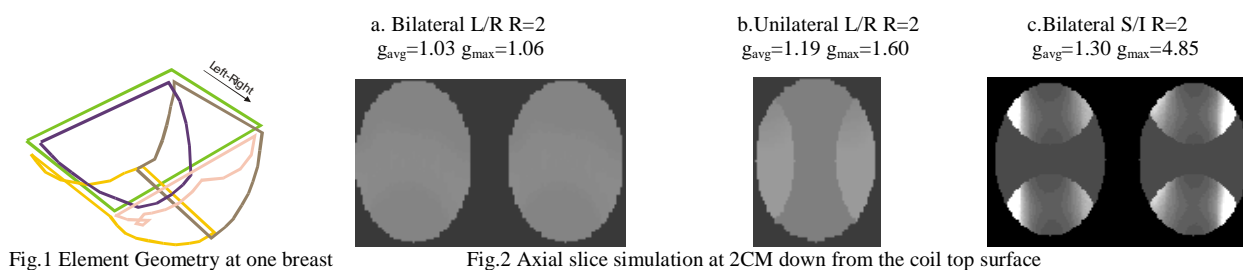 a. Bilateral L/R R=2
gavg=1.03 gmax=1.06
b.Unilateral L/R R=2
gavg=1.19 gmax=1.60
c.Bilateral S/I R=2
gavg=1.30 gmax=4.85
Left-Right
Fig.1 Element Geometry at one breast
Fig.2 Axial slice simulation at 2CM down from the coil top surface